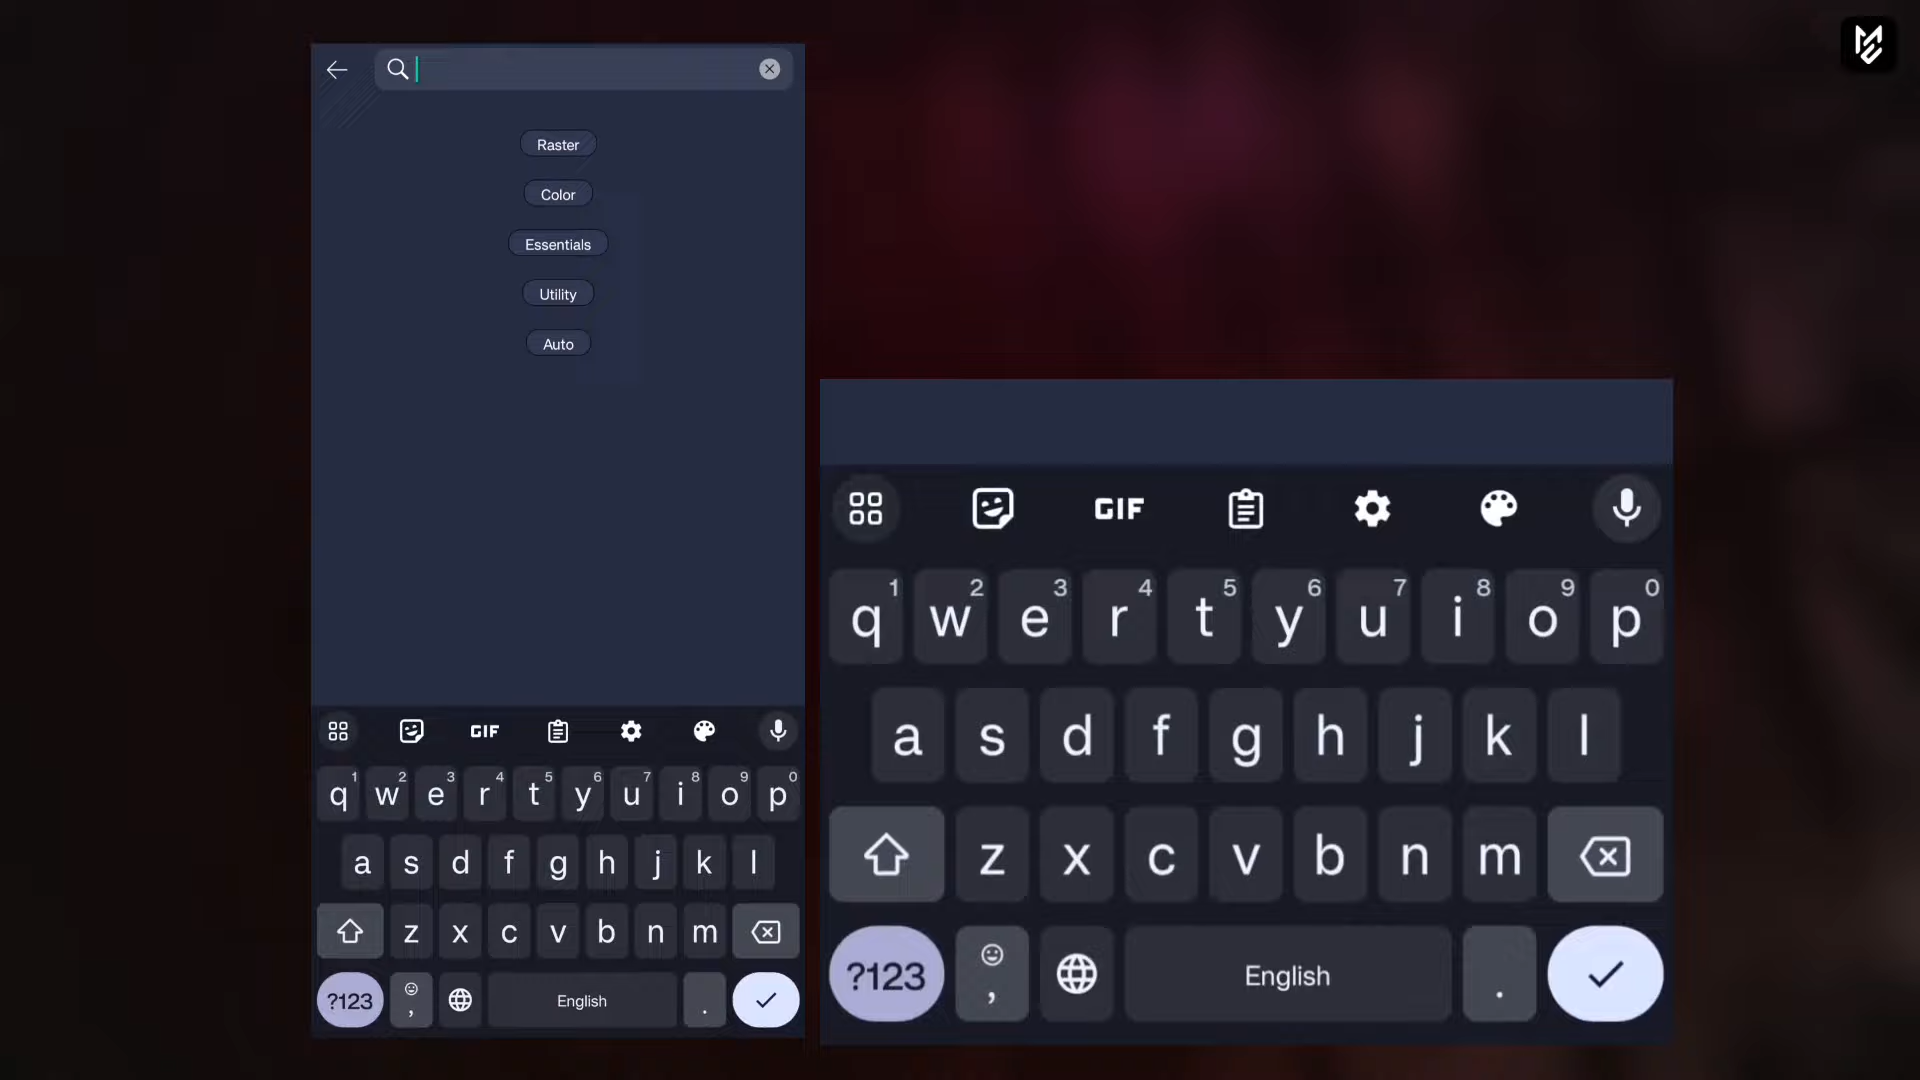 Raster
Color
Essentials
Utility
Auto
GIF
1 2 3 4 5 6 7 8 9 0
q w e r t y u i o p
a s d f g h j k l
z x c v b n m
?123 , English .
GIF
1 2 3 4 5 6 7 8 9 0
q w e r t y u i o p
a s d f g h j k l
z x c v b n m
?123 , English .